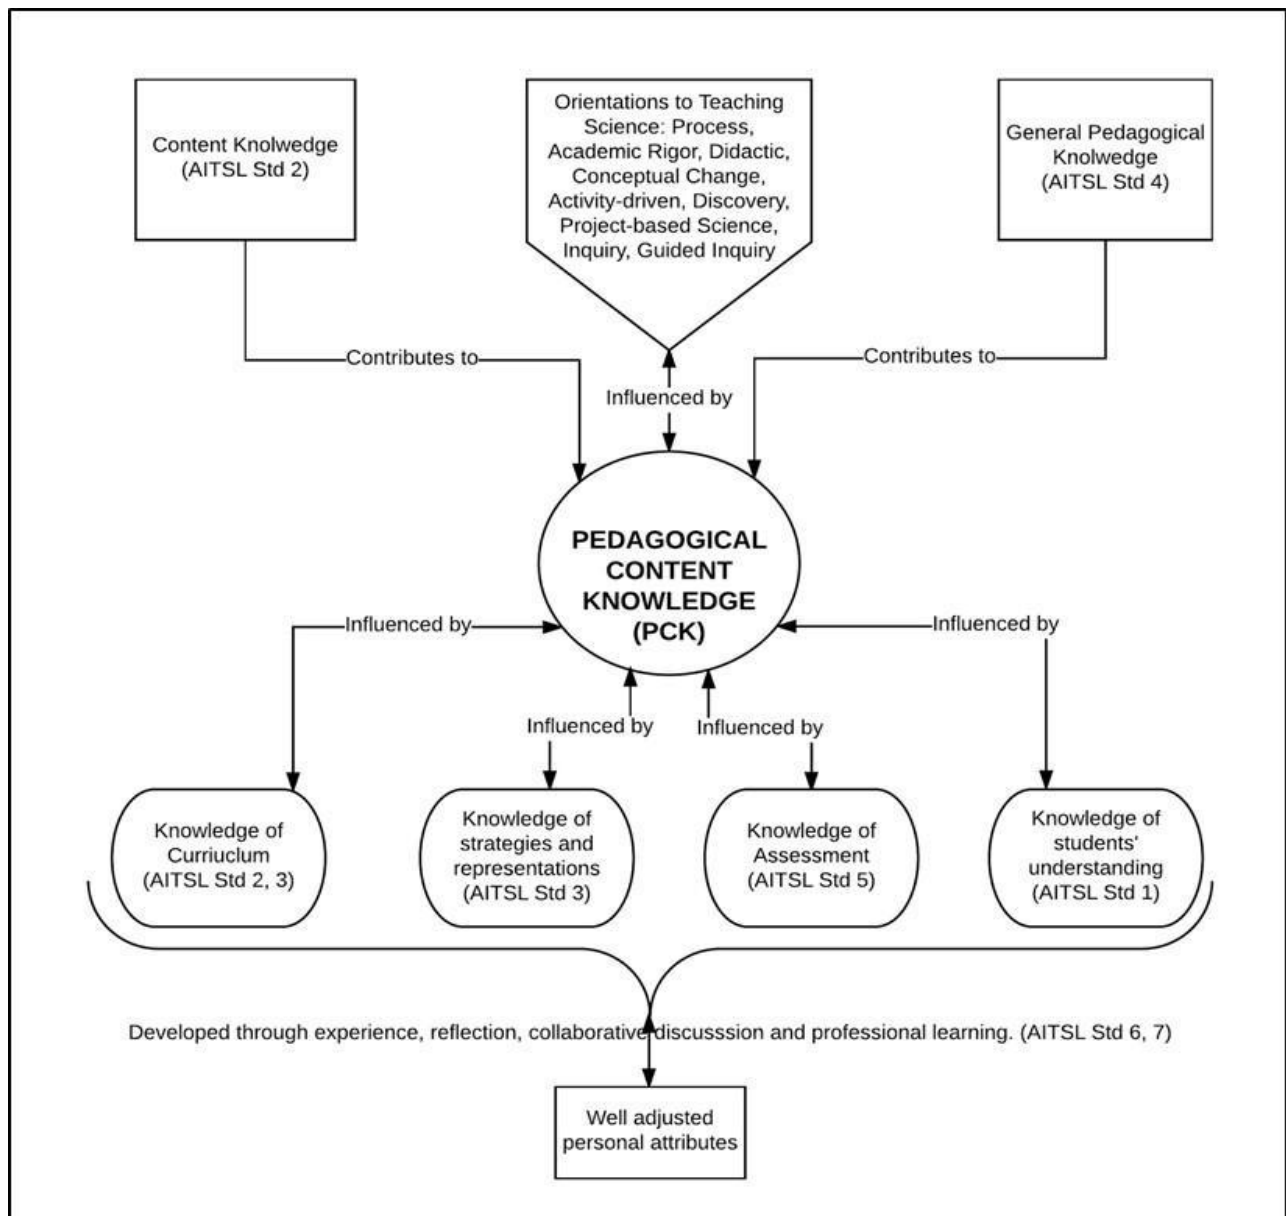 Content Knolwedge
(AITSL Std 2)
Orientations to Teaching
Science: Process,
Academic Rigor, Didactic,
Conceptual Change,
Activity-driven, Discovery,
Project-based Science,
Inquiry, Guided Inquiry
General Pedagogical
Knolwedge
(AITSL Std 4)
Contributes to
Influenced by
Contributes to
PEDAGOGICAL
CONTENT
KNOWLEDGE
(PCK)
Influenced by
Influenced by
Influenced by
Influenced by
Knowledge of
Curriuclum
(AITSL Std 2, 3)
Knowledge of
strategies and
representations
(AITSL Std 3)
Knowledge of
Assessment
(AITSL Std 5)
Knowledge of
students'
understanding
(AITSL Std 1)
Developed through experience, reflection, collaborative discusssion and professional learning. (AITSL Std 6, 7)
Well adjusted
personal attributes